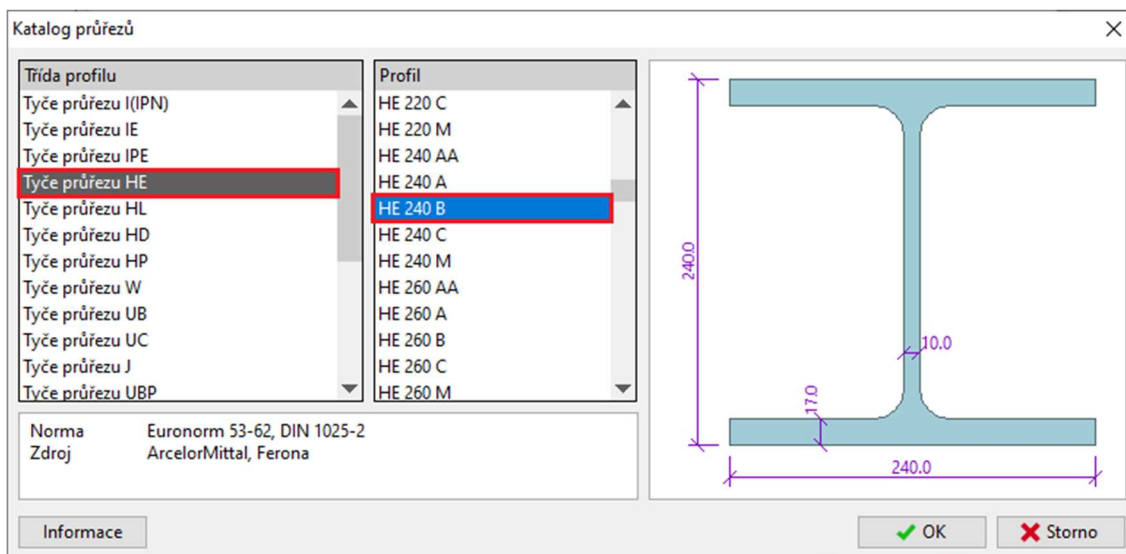 Katalog průřezů
Třída profilu
Tyče průřezu I(IPN)
Tyče průřezu IE
Tyče průřezu IPE
Tyče průřezu HE
Tyče průřezu HL
Tyče průřezu HD
Tyče průřezu HP
Tyče průřezu W
Tyče průřezu UB
Tyče průřezu UC
Tyče průřezu J
Tyče průřezu UBP
Profil
HE 220 C
HE 220 M
HE 240 AA
HE 240 A
HE 240 B
HE 240 C
HE 240 M
HE 260 AA
HE 260 A
HE 260 B
HE 260 C
HE 260 M
240.0
10.0
17.0
240.0
Norma Euronorm 53-62, DIN 1025-2
Zdroj ArcelorMittal, Ferona
Informace
OK
Storno